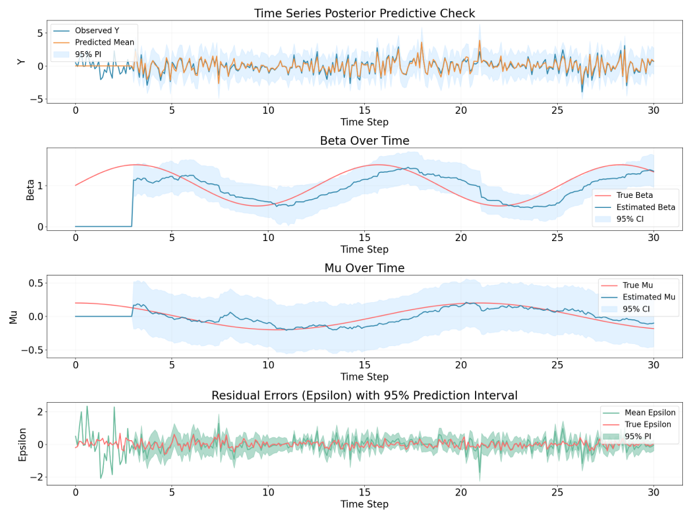 Time Series Posterior Predictive Check
Observed Y
Predicted Mean
95% PI
Y
5
0
−5
0 5 10 15 20 25 30
Time Step
Beta Over Time
Beta
1
0
True Beta
Estimated Beta
95% CI
0 5 10 15 20 25 30
Time Step
Mu Over Time
Mu
0.5
0.0
−0.5
True Mu
Estimated Mu
95% CI
0 5 10 15 20 25 30
Time Step
Residual Errors (Epsilon) with 95% Prediction Interval
Epsilon
2
0
−2
Mean Epsilon
True Epsilon
95% PI
0 5 10 15 20 25 30
Time Step